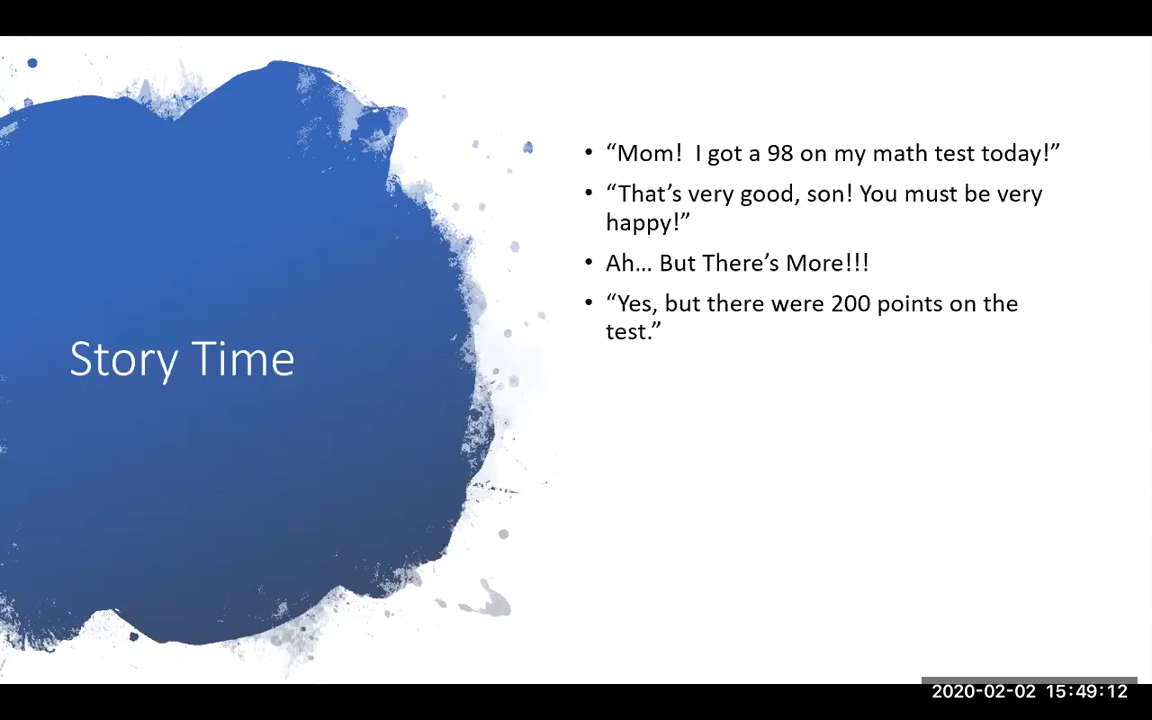 Story Time
• “Mom!  I got a 98 on my math test today!”
• “That’s very good, son! You must be very
happy!”
• Ah… But There’s More!!!
• “Yes, but there were 200 points on the
test.”
2020-02-02 15:49:12